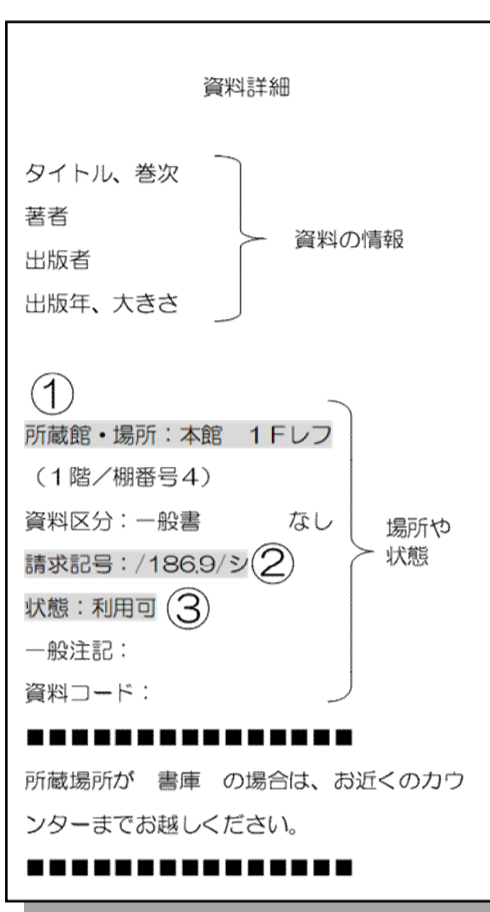 資料詳細
タイトル、巻次
著者
出版者
出版年、大きさ
資料の情報
①
所蔵館・場所：本館　１Ｆレフ
（１階／棚番号４）
資料区分：一般書　　　　なし
請求記号：/186.9/シ②
状態：利用可③
一般注記：
資料コード：
場所や
状態
■■■■■■■■■■■■■■■■
所蔵場所が　書庫　の場合は、お近くのカウ
ンターまでお越しください。
■■■■■■■■■■■■■■■■